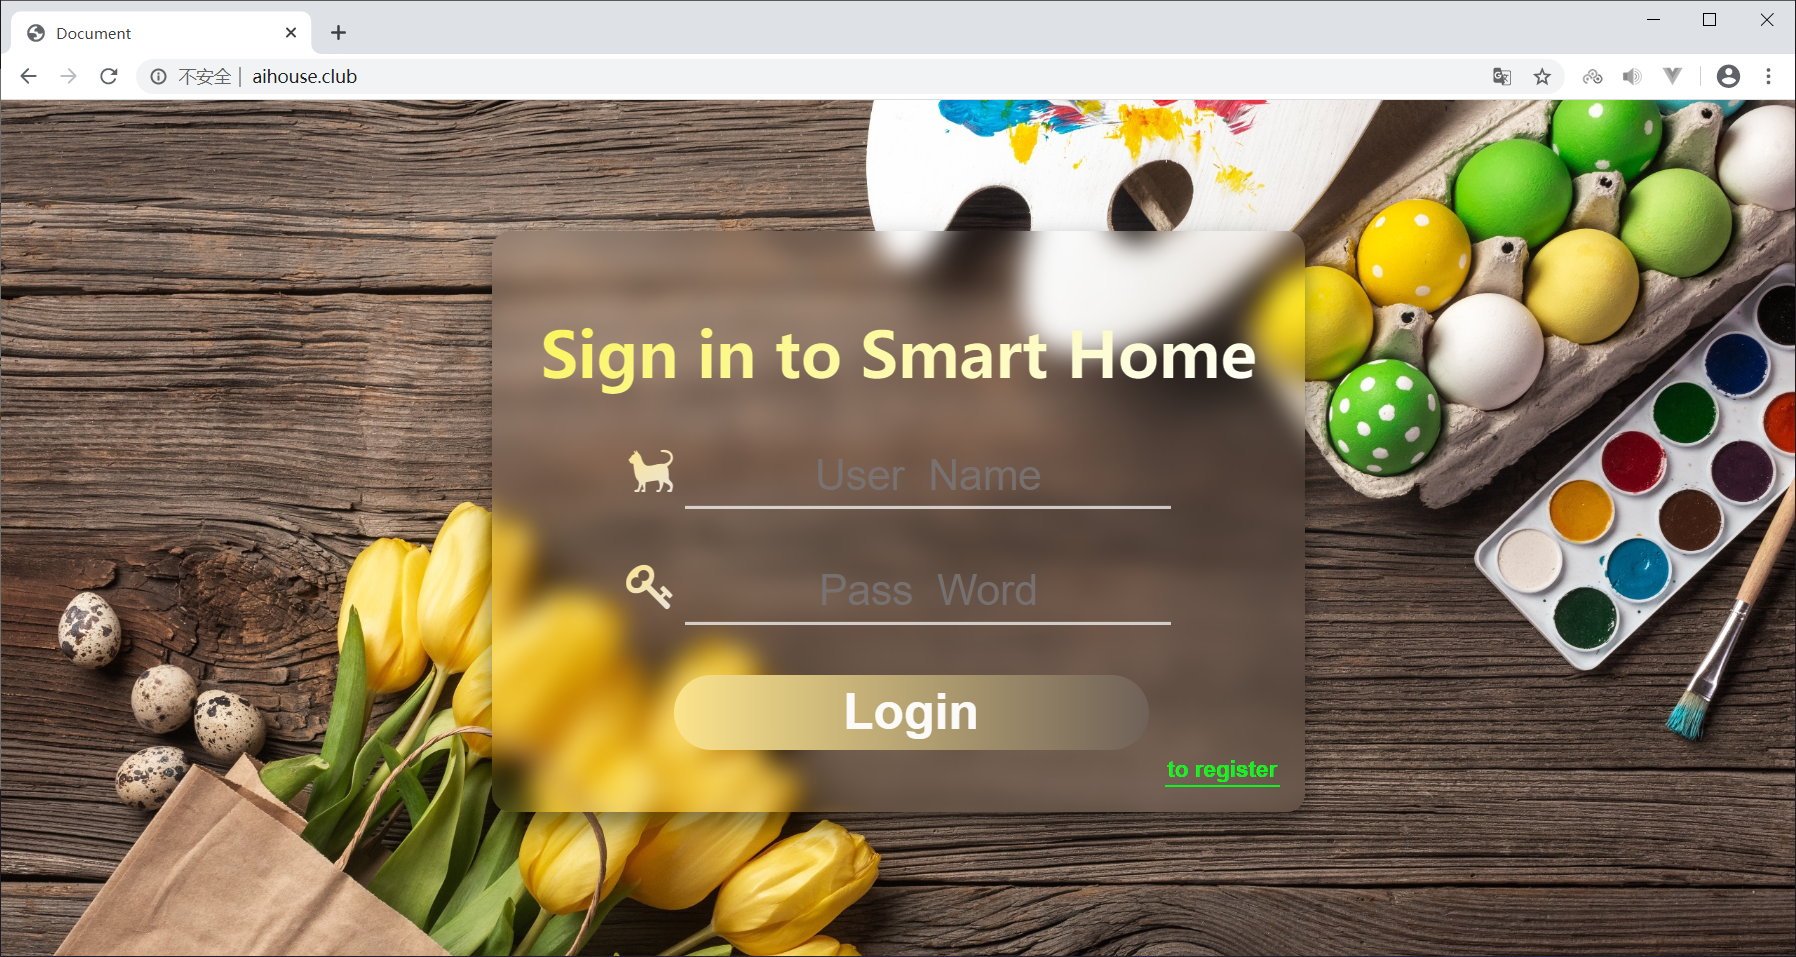 Document
不安全 | aihouse.club
Sign in to Smart Home
User Name
Pass Word
Login
to register